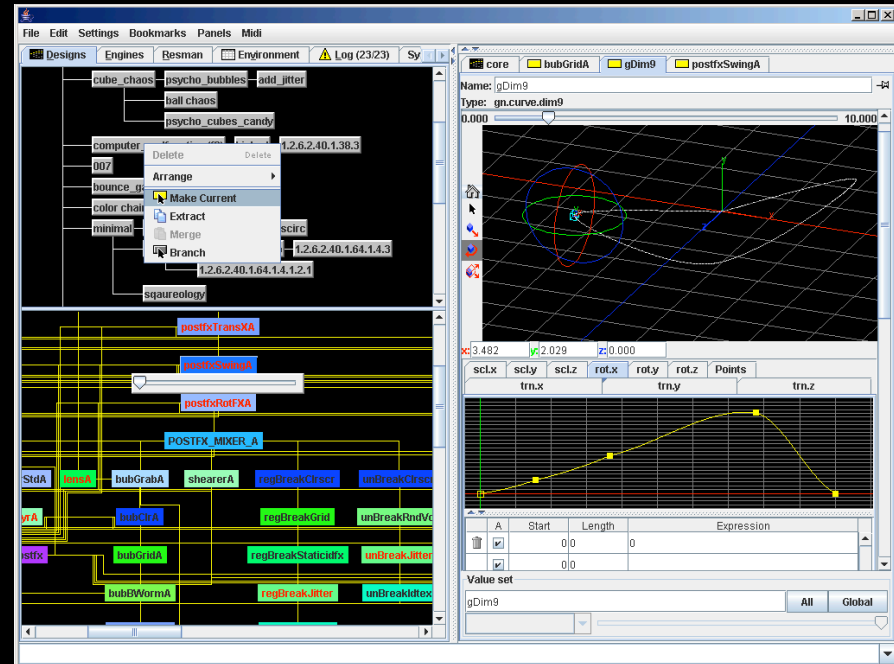 File Edit Settings Bookmarks Panels Midi
Designs Engines Resman Environment Log (23/23) Sy
cube_chaos psycho_bubbles add_jitter
ball chaos
psycho_cubes_candy
1.2.6.2.40.1.38.3
007
color chai
minimal
1.2.6.2.40.1.64.1.4.3
1.2.6.2.40.1.64.1.4.1.2.1
sqaureology
Delete Delete
Arrange
Make Current
Extract
Merge
Branch
postfxTransXA
postfxSwingA
postfxRotFXA
POSTFX_MIXER_A
StdA lensA bubGrabA shearerA regBreakClrscr unBreakClrsc
yrA bubClrA regBreakGrid unBreakRndVc
ostfx bubGridA regBreakStaticidfx unBreakJitter
bubBWormA regBreakJitter unBreakIdtex
core bubGridA gDim9 postfxSwingA
Name: gDim9
Type: gn.curve.dim9
0.000 10.000
y
x
z
x: 3.482 y: 2.029 z: 0.000
scl.x scl.y scl.z rot.x rot.y rot.z Points
trn.x trn.y trn.z
A Start Length Expression
0 0 0
0 0
Value set
gDim9 All Global